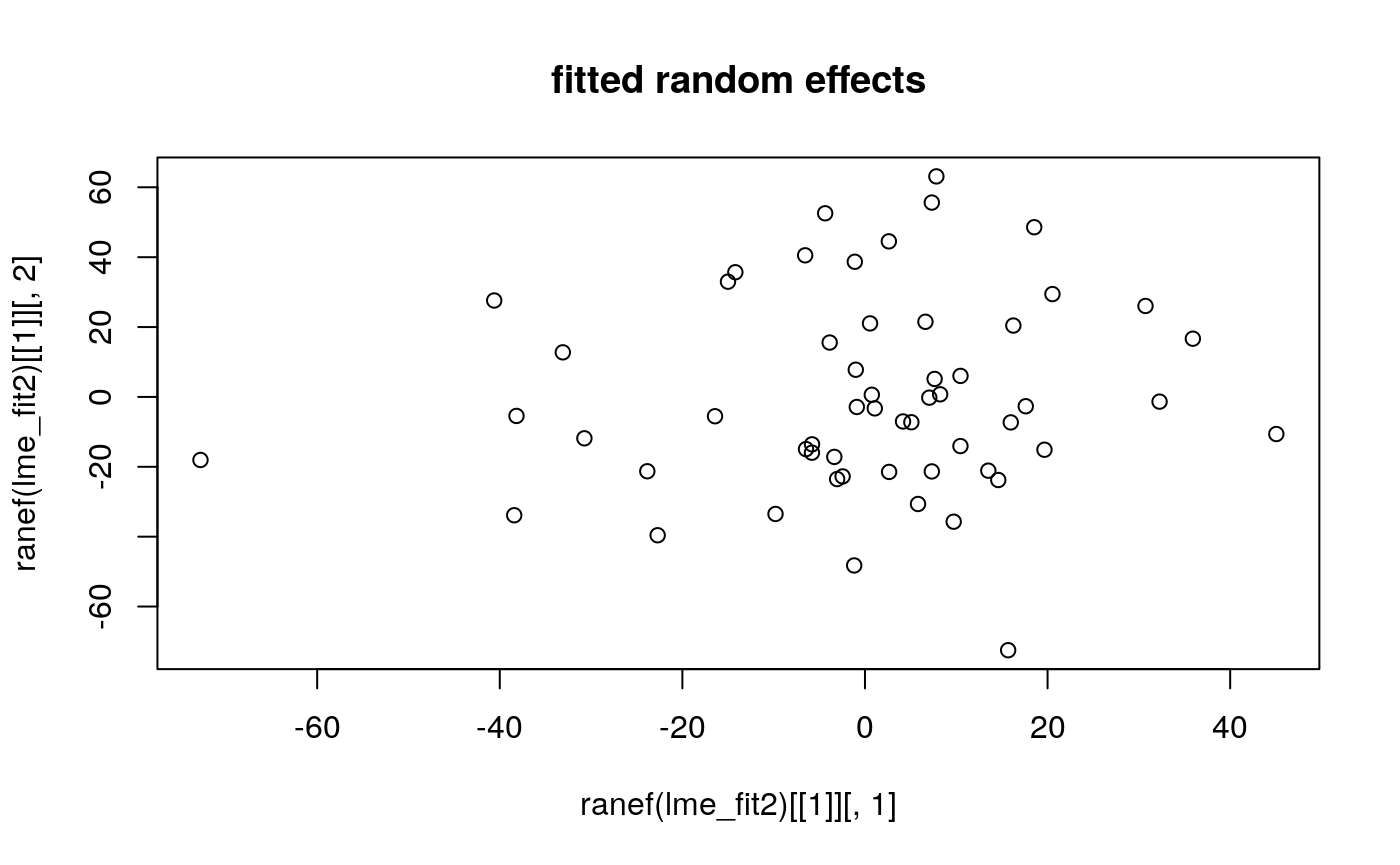 fitted random effects
ranef(lme_fit2)[[1]][, 2]
60
40
20
0
-20
-60
-60 -40 -20 0 20 40
ranef(lme_fit2)[[1]][, 1]